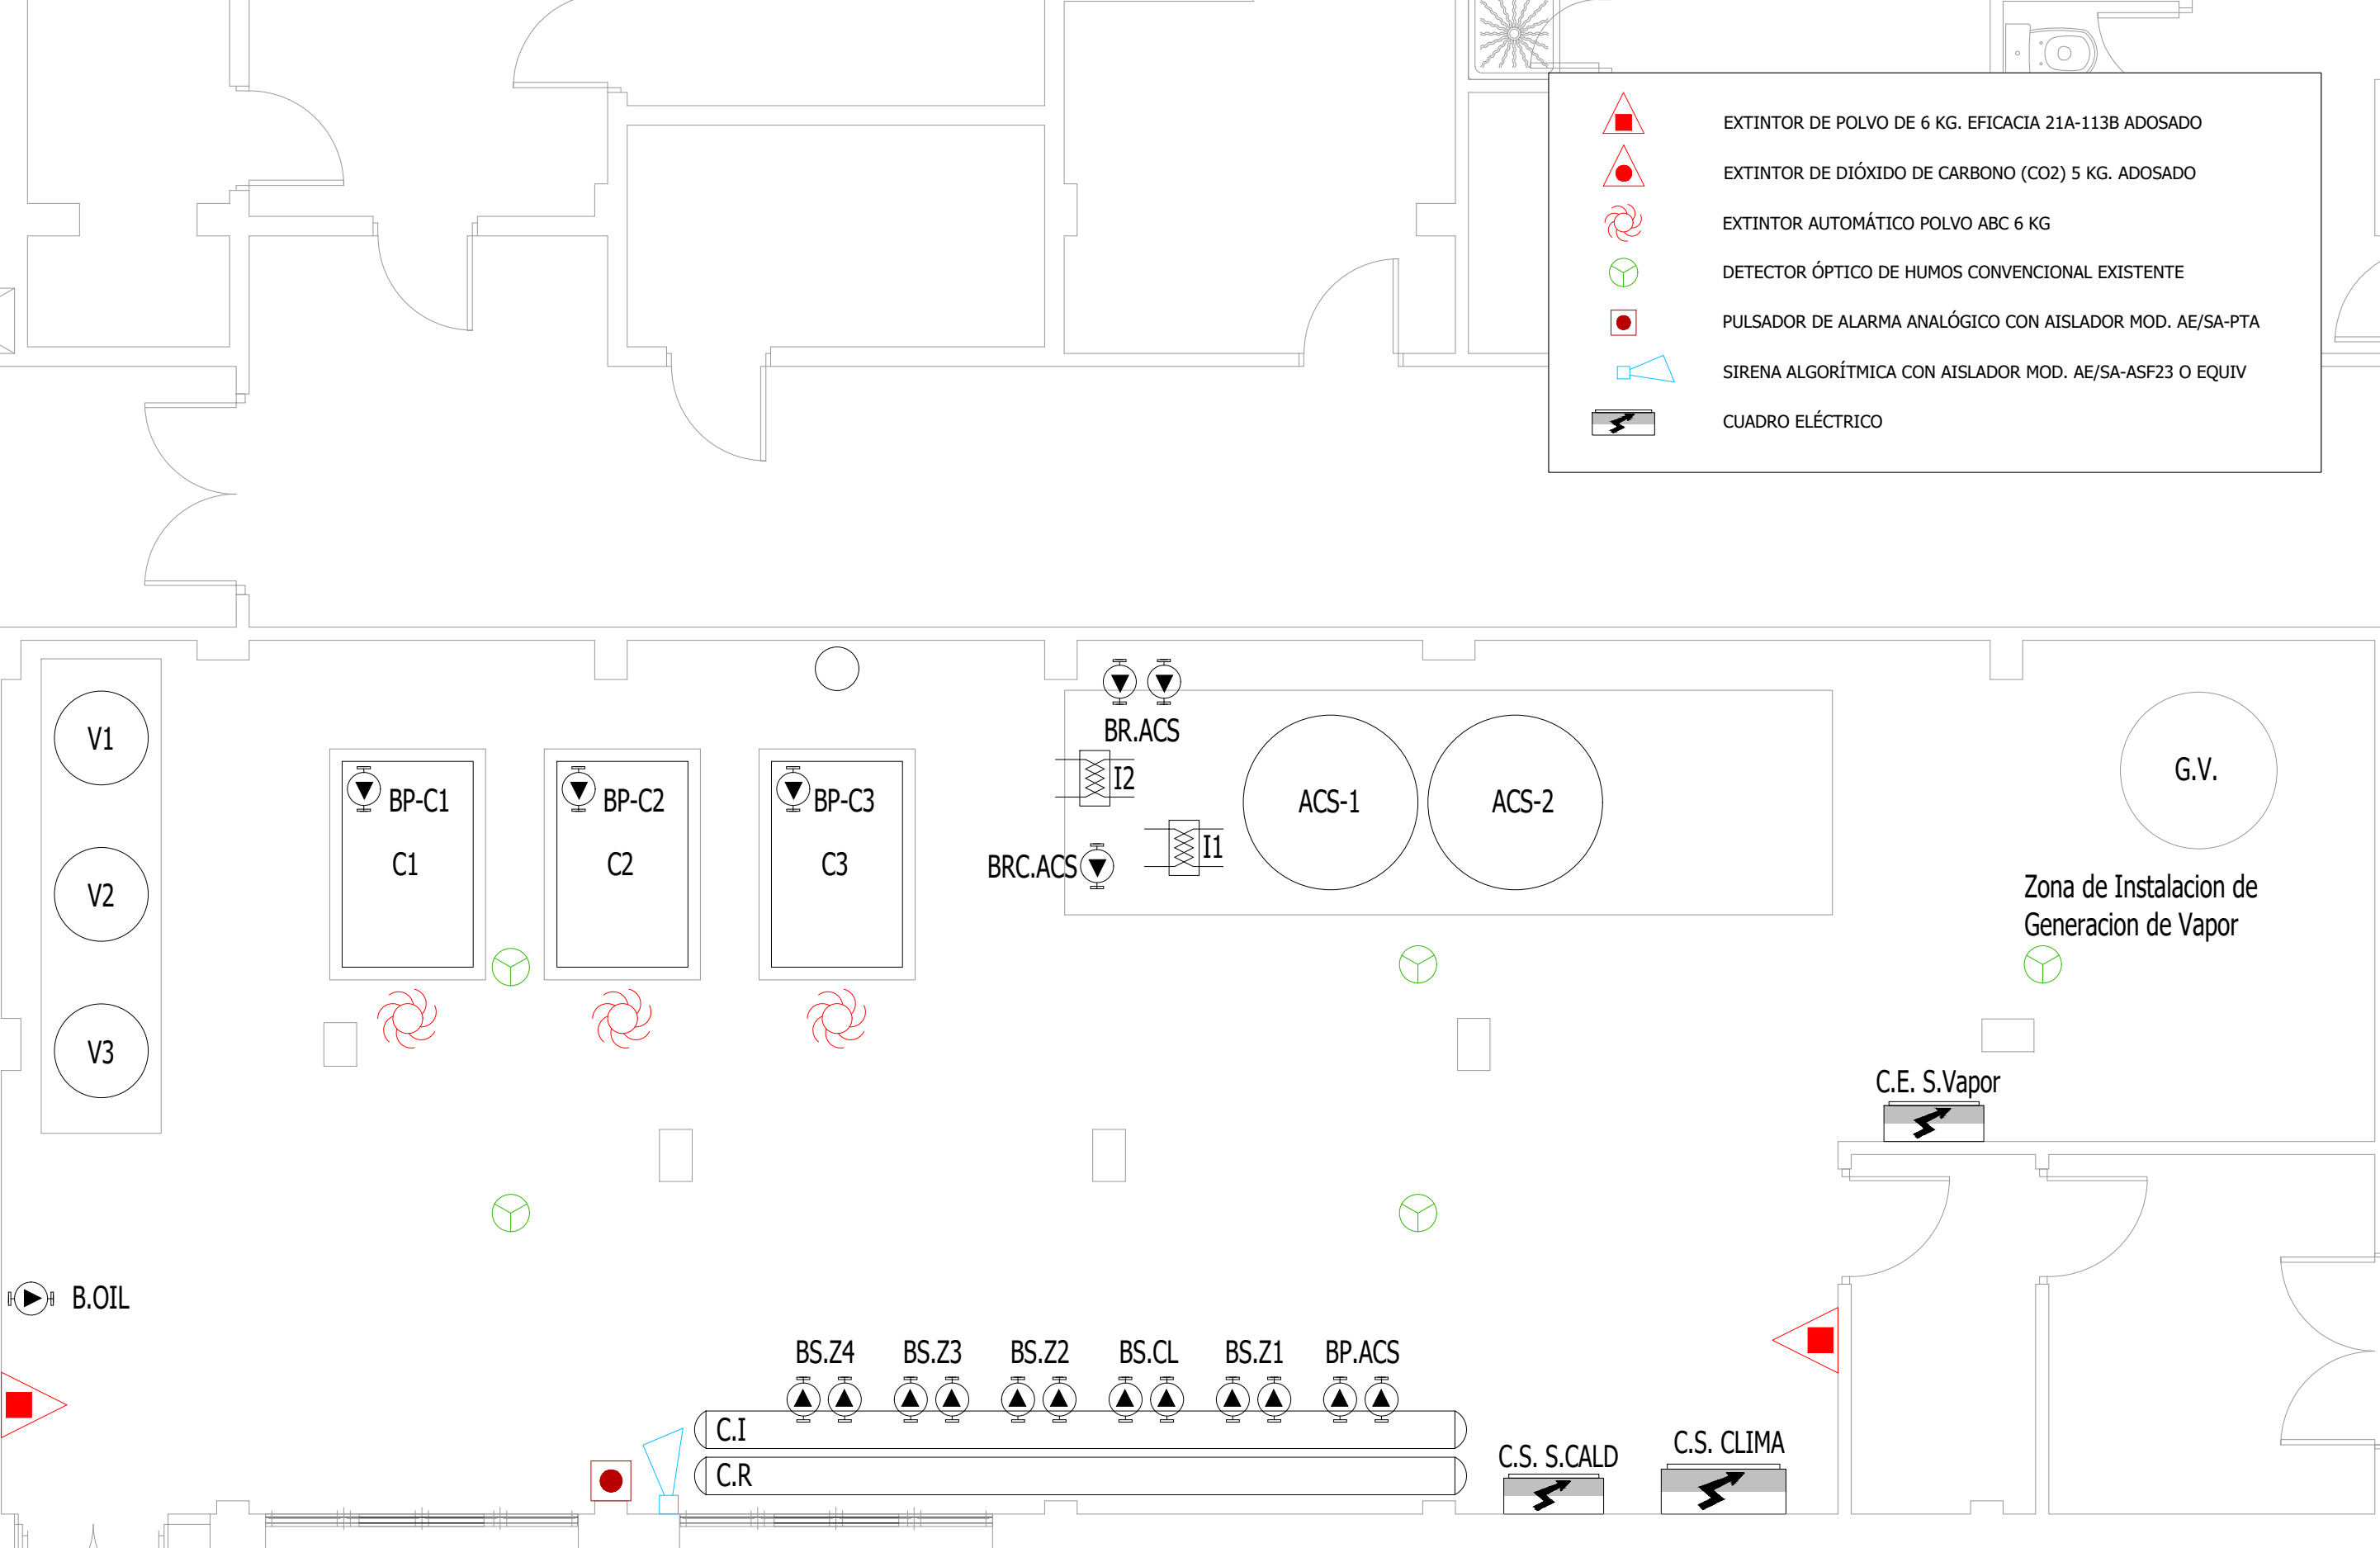 EXTINTOR DE POLVO DE 6 KG. EFICACIA 21A-113B ADOSADO
EXTINTOR DE DIÓXIDO DE CARBONO (CO2) 5 KG. ADOSADO
EXTINTOR AUTOMÁTICO POLVO ABC 6 KG
DETECTOR ÓPTICO DE HUMOS CONVENCIONAL EXISTENTE
PULSADOR DE ALARMA ANALÓGICO CON AISLADOR MOD. AE/SA-PTA
SIRENA ALGORÍTMICA CON AISLADOR MOD. AE/SA-ASF23 O EQUIV
CUADRO ELÉCTRICO
V1
V2
V3
BP-C1
C1
BP-C2
C2
BP-C3
C3
BR.ACS
I2
I1
BRC.ACS
ACS-1
ACS-2
G.V.
Zona de Instalacion de
Generacion de Vapor
C.E. S.Vapor
B.OIL
BS.Z4
BS.Z3
BS.Z2
BS.CL
BS.Z1
BP.ACS
C.I
C.R
C.S. S.CALD
C.S. CLIMA